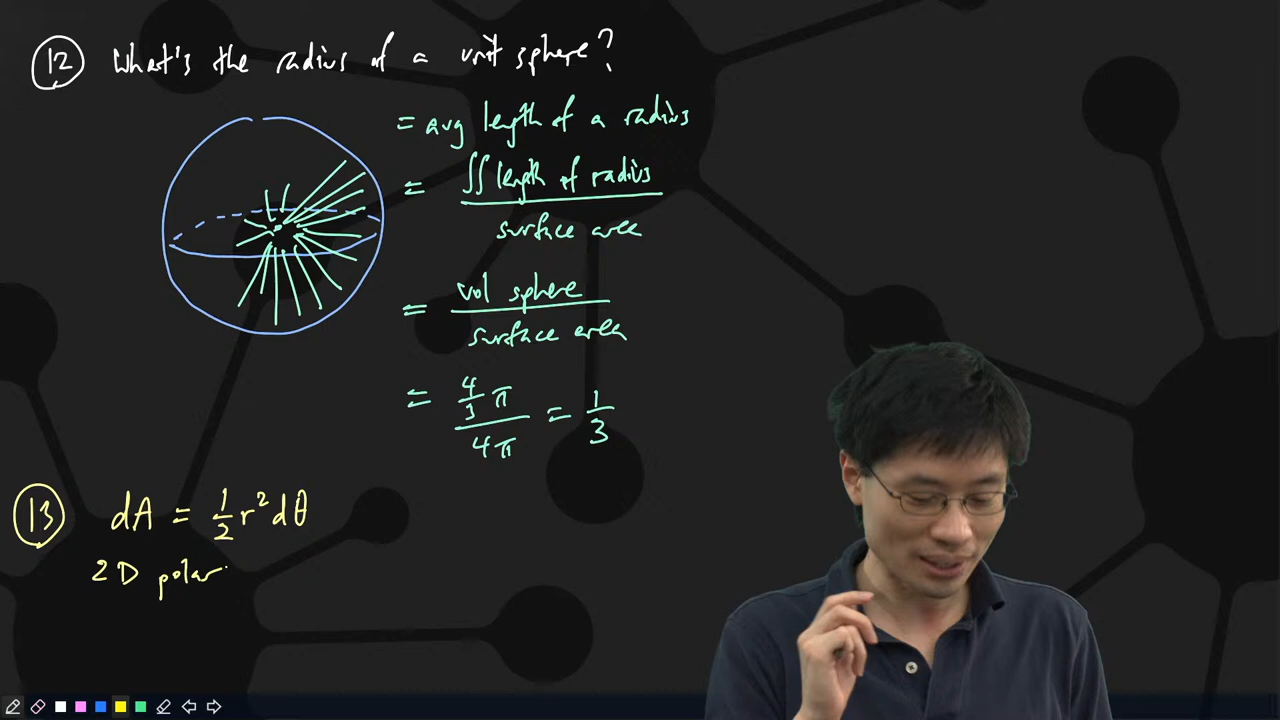 12 What's the radius of a unit sphere?
= avg length of a radius
= ∬ length of radius / surface area
= vol sphere / surface area
= 4/3 π / 4π = 1/3
13 dA = 1/2 r² dθ
2D polar